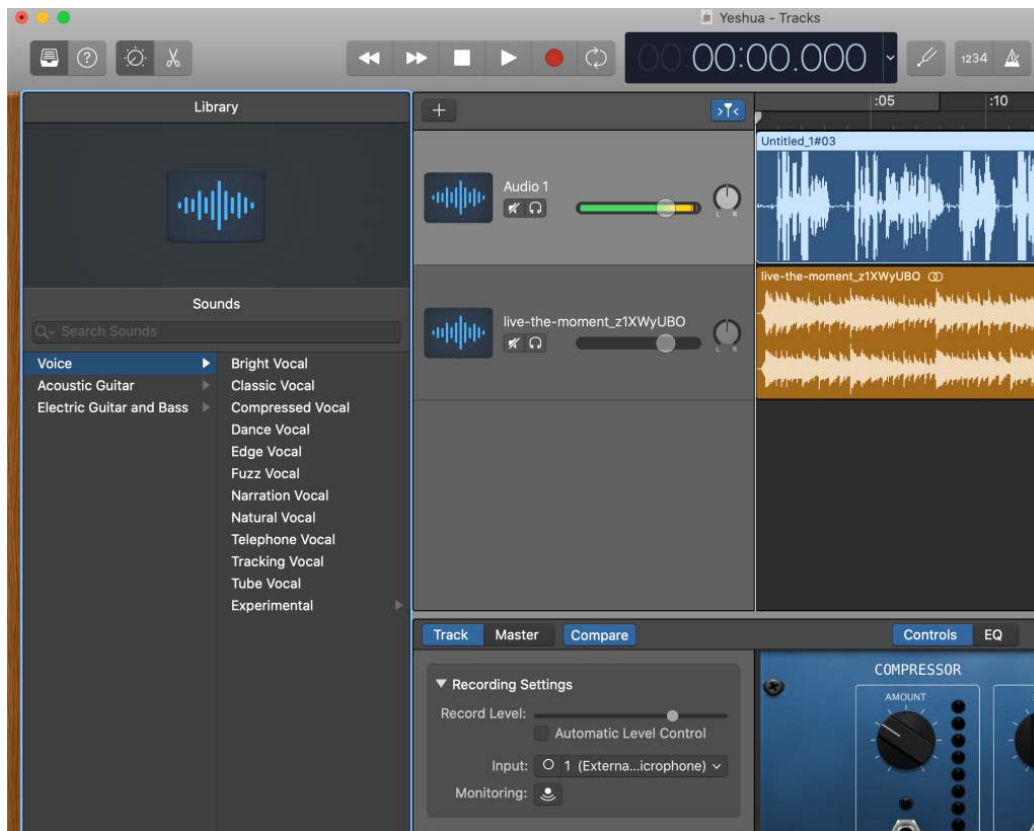 Yeshua - Tracks
00:00.000
1234
Library
Sounds
Search Sounds
Voice
Acoustic Guitar
Electric Guitar and Bass
Bright Vocal
Classic Vocal
Compressed Vocal
Dance Vocal
Edge Vocal
Fuzz Vocal
Narration Vocal
Natural Vocal
Telephone Vocal
Tracking Vocal
Tube Vocal
Experimental
:05 :10
Audio 1
L R
Untitled_1#03
live-the-moment_z1XWyUBO
L R
live-the-moment_z1XWyUBO
Track Master Compare
Controls EQ
Recording Settings
Record Level:
Automatic Level Control
Input: 1 (Externa...icrophone)
Monitoring:
COMPRESSOR
AMOUNT